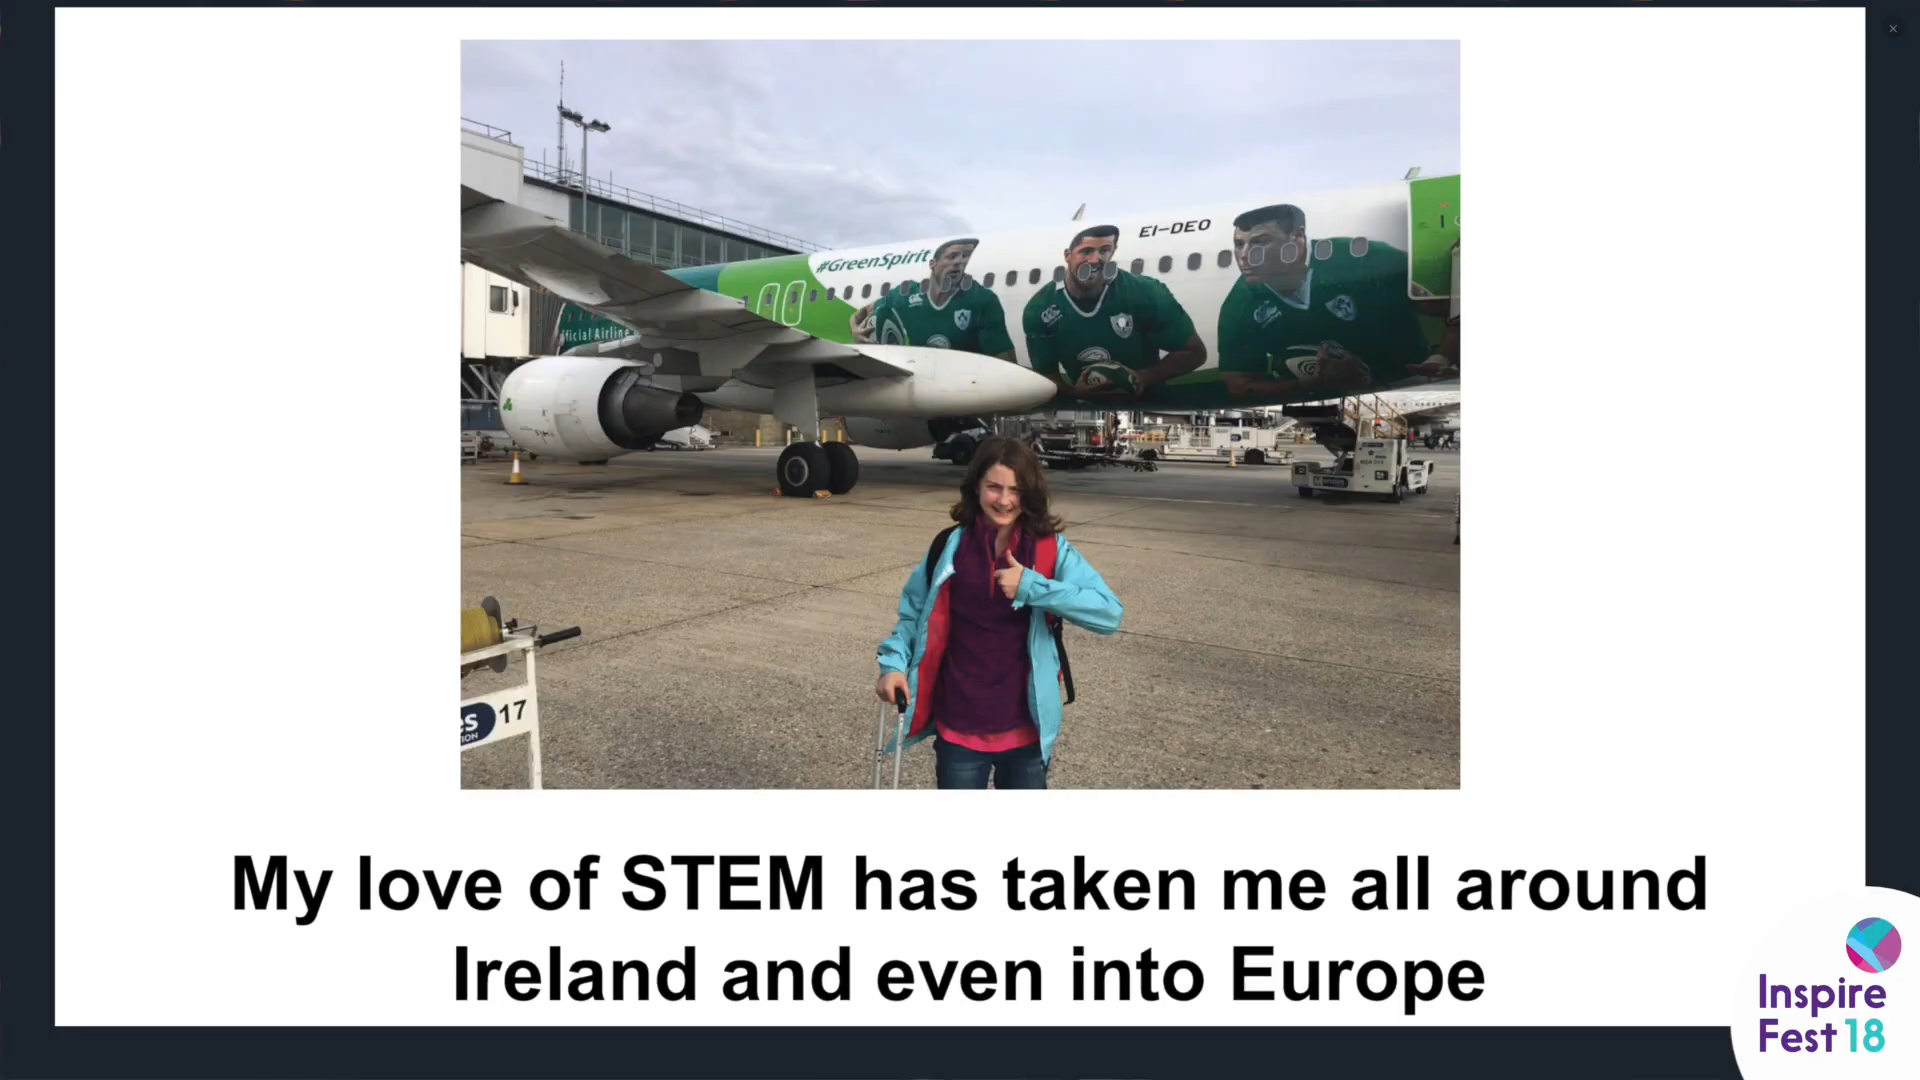 #GreenSpirit
EI-DEO
ficial Airline
17
My love of STEM has taken me all around
Ireland and even into Europe
Inspire
Fest 18